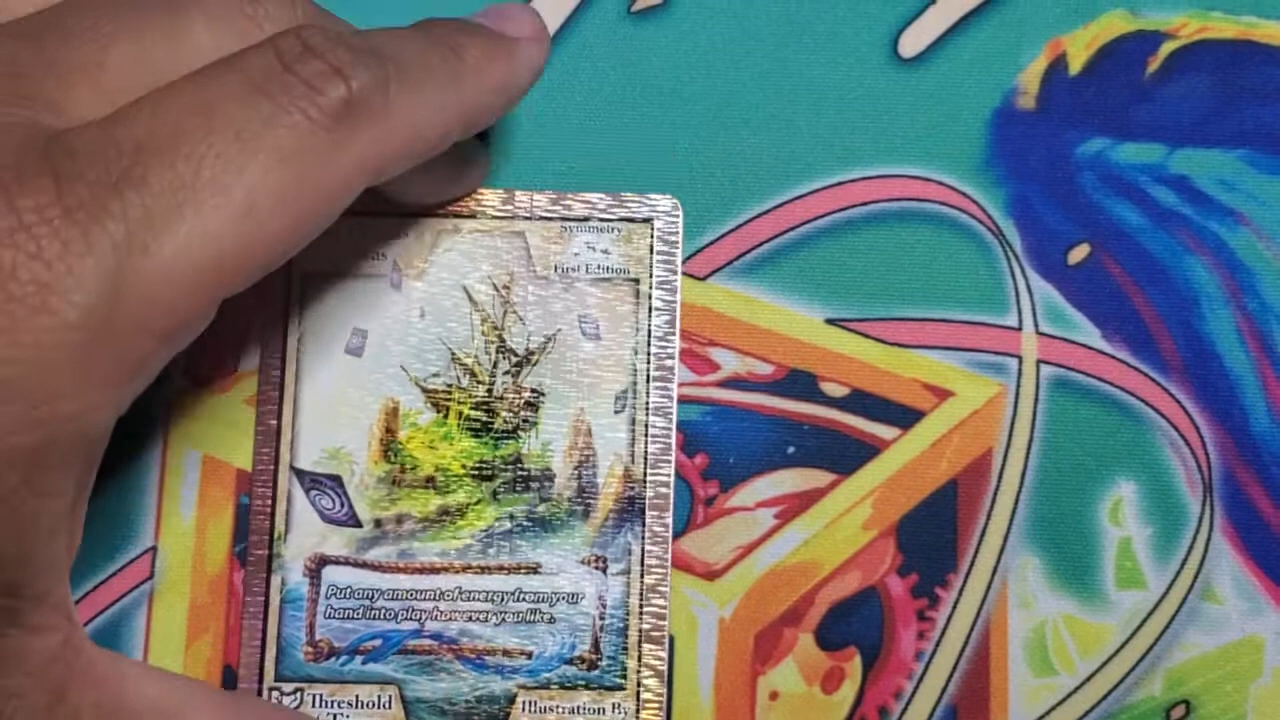 Symmetry
First Edition
Put any amount of energy from your
hand into play however you like.
Threshold
Illustration By